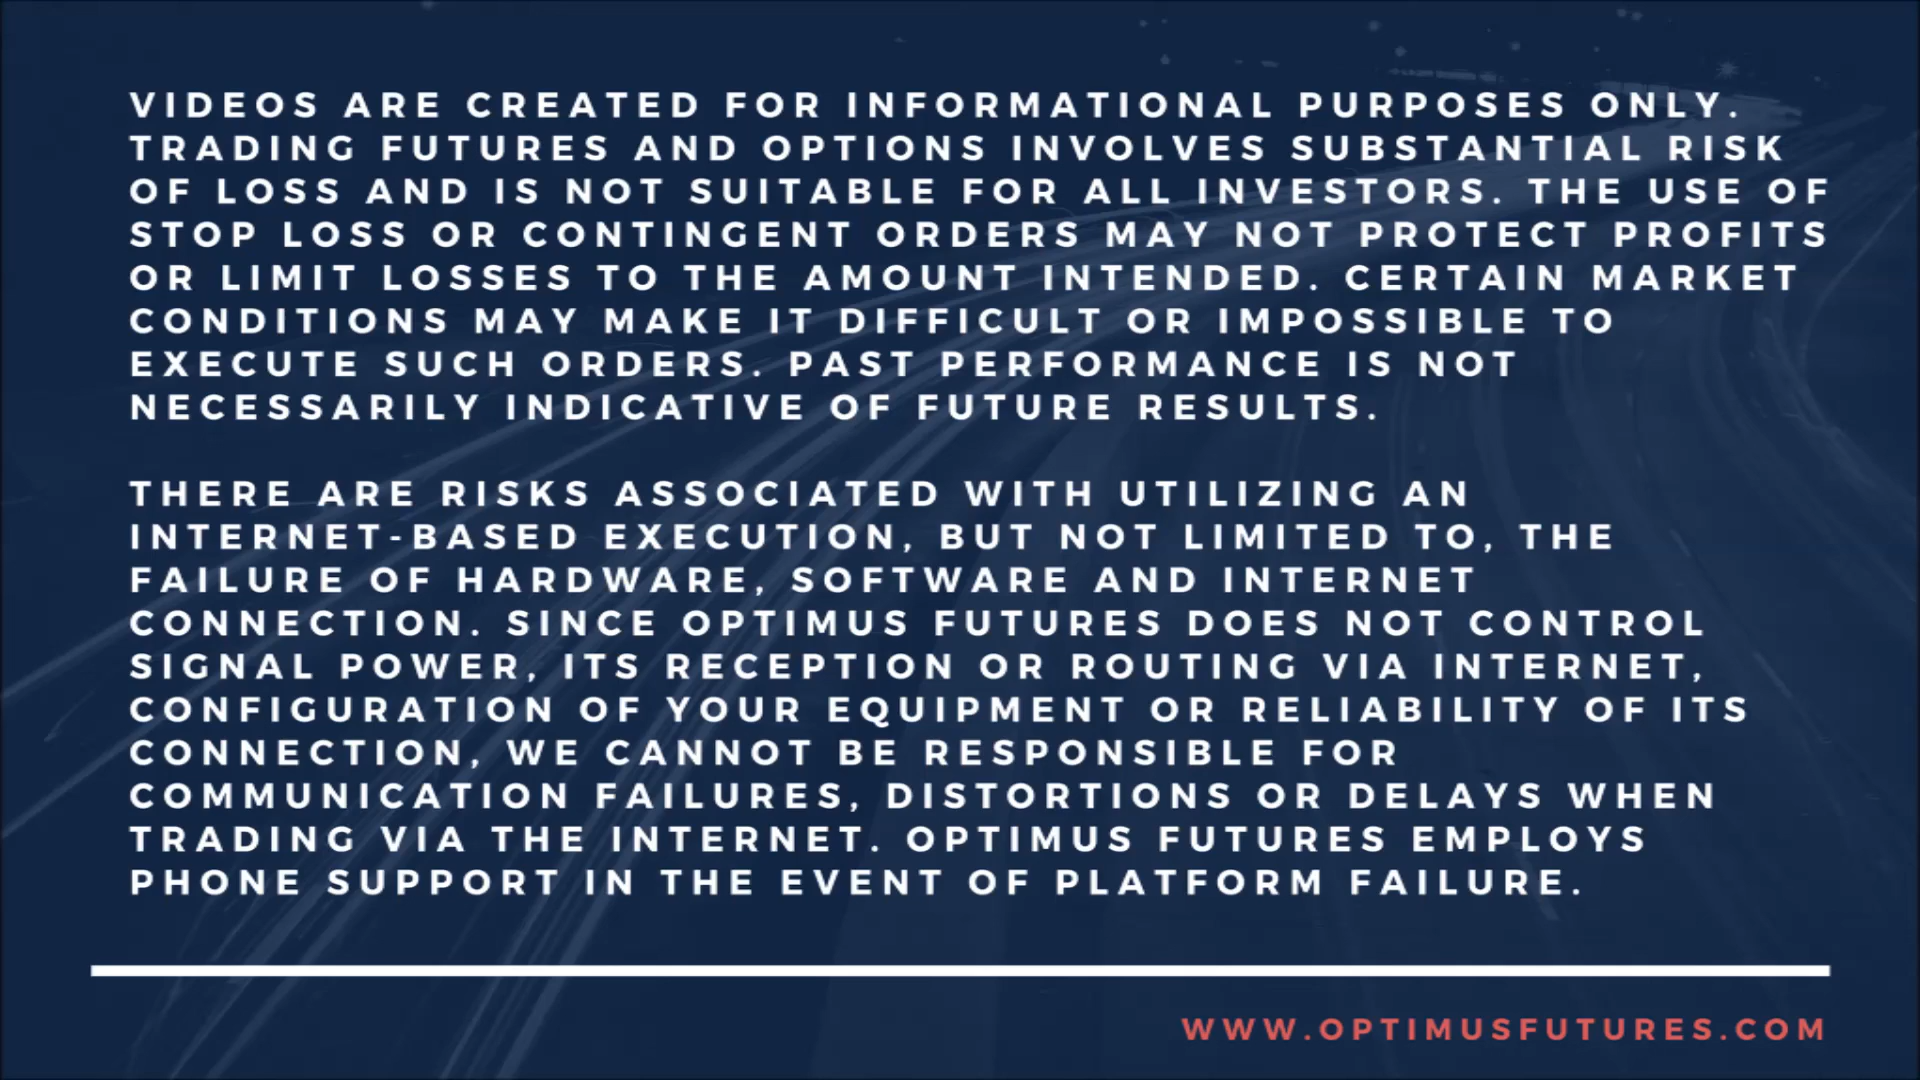 VIDEOS ARE CREATED FOR INFORMATIONAL PURPOSES ONLY.
TRADING FUTURES AND OPTIONS INVOLVES SUBSTANTIAL RISK
OF LOSS AND IS NOT SUITABLE FOR ALL INVESTORS. THE USE OF
STOP LOSS OR CONTINGENT ORDERS MAY NOT PROTECT PROFITS
OR LIMIT LOSSES TO THE AMOUNT INTENDED. CERTAIN MARKET
CONDITIONS MAY MAKE IT DIFFICULT OR IMPOSSIBLE TO
EXECUTE SUCH ORDERS. PAST PERFORMANCE IS NOT
NECESSARILY INDICATIVE OF FUTURE RESULTS.
THERE ARE RISKS ASSOCIATED WITH UTILIZING AN
INTERNET-BASED EXECUTION, BUT NOT LIMITED TO, THE
FAILURE OF HARDWARE, SOFTWARE AND INTERNET
CONNECTION. SINCE OPTIMUS FUTURES DOES NOT CONTROL
SIGNAL POWER, ITS RECEPTION OR ROUTING VIA INTERNET,
CONFIGURATION OF YOUR EQUIPMENT OR RELIABILITY OF ITS
CONNECTION, WE CANNOT BE RESPONSIBLE FOR
COMMUNICATION FAILURES, DISTORTIONS OR DELAYS WHEN
TRADING VIA THE INTERNET. OPTIMUS FUTURES EMPLOYS
PHONE SUPPORT IN THE EVENT OF PLATFORM FAILURE.
WWW.OPTIMUSFUTURES.COM